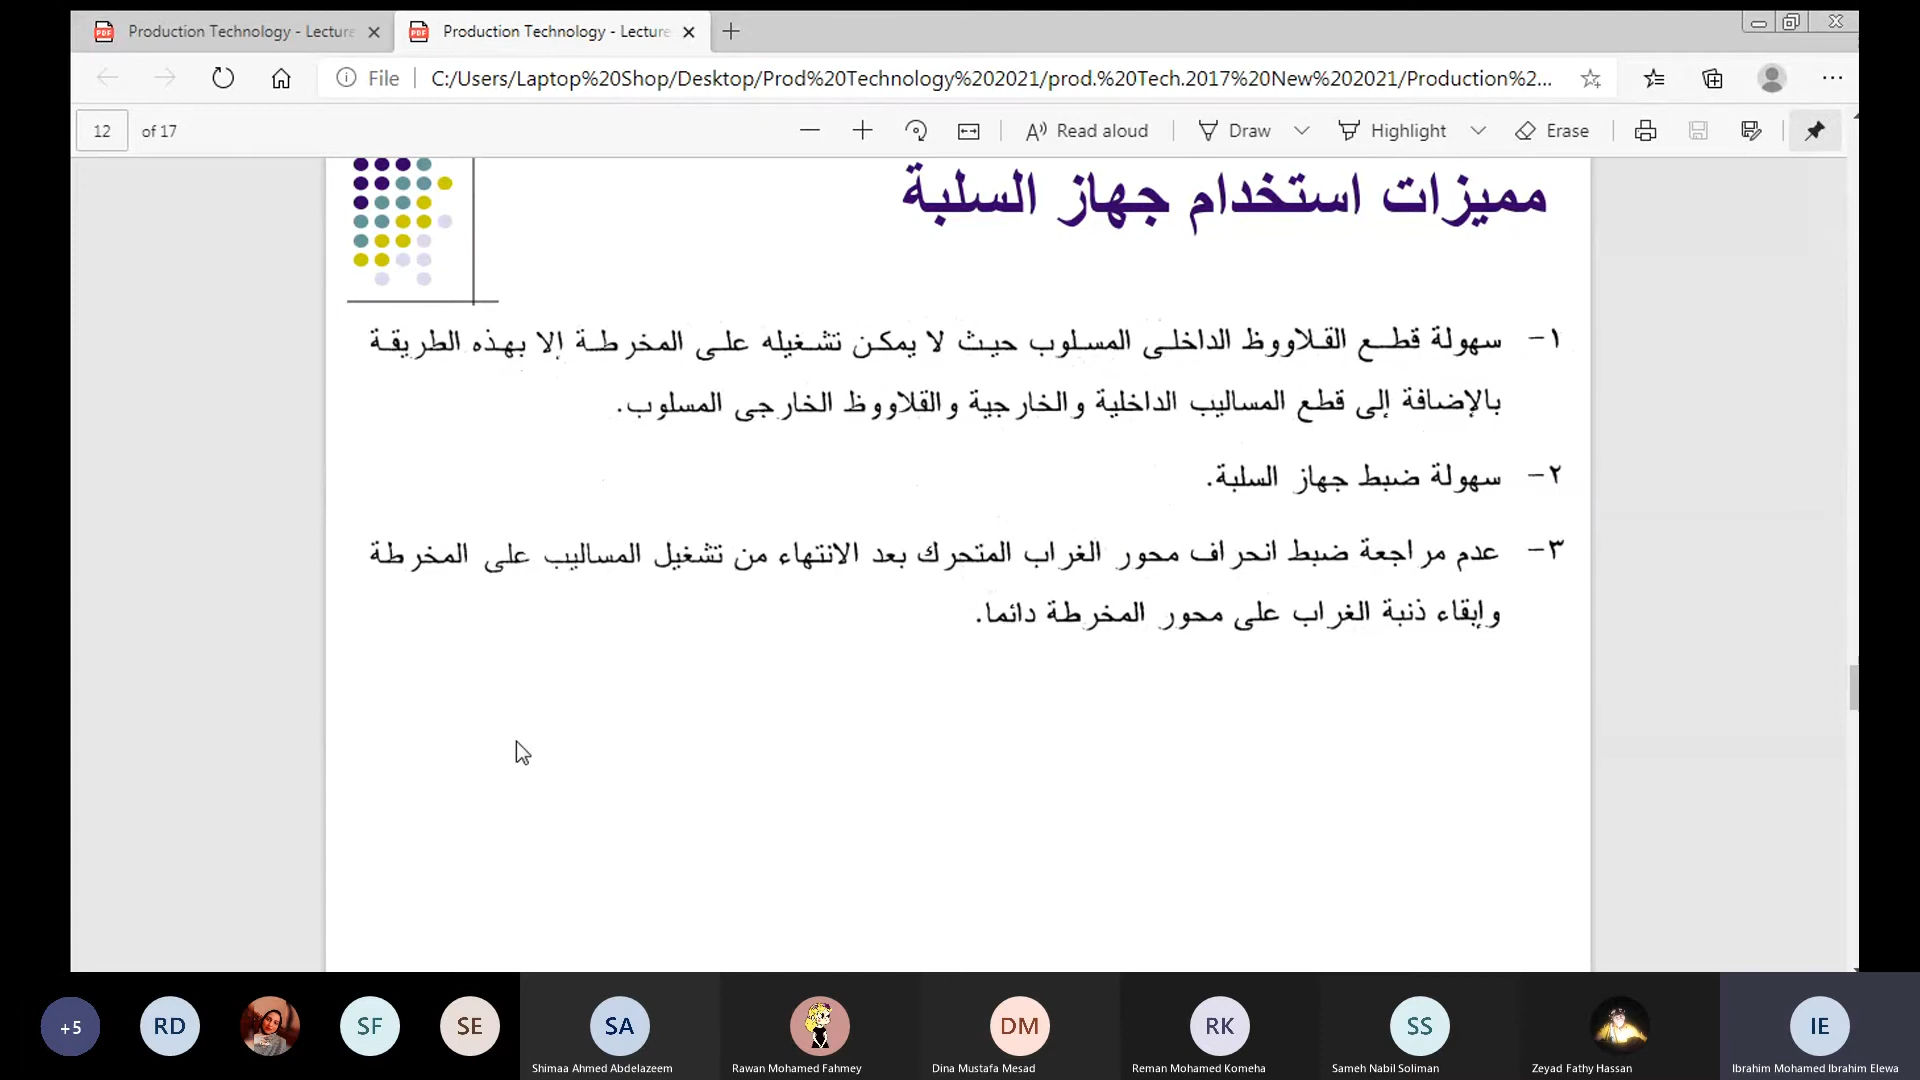 Production Technology - Lecture
Production Technology - Lecture
File
C:/Users/Laptop%20Shop/Desktop/Prod%20Technology%202021/prod.%20Tech.2017%20New%202021/Production%2...
12 of 17
Read aloud
Draw
Highlight
Erase
مميزات استخدام جهاز السلبة
١- سهولة قطع القلاووظ الداخلى المسلوب حيث لا يمكن تشغيله على المخرطة إلا بهذه الطريقة
بالإضافة إلى قطع المساليب الداخلية والخارجية والقلاووظ الخارجى المسلوب.
٢- سهولة ضبط جهاز السلبة.
٣- عدم مراجعة ضبط انحراف محور الغراب المتحرك بعد الانتهاء من تشغيل المساليب على المخرطة
وإبقاء ذنبة الغراب على محور المخرطة دائما.
+5
RD
SF
SE
SA
DM
RK
SS
IE
Shimaa Ahmed Abdelazeem
Rawan Mohamed Fahmey
Dina Mustafa Mesad
Reman Mohamed Komeha
Sameh Nabil Soliman
Zeyad Fathy Hassan
Ibrahim Mohamed Ibrahim Elewa